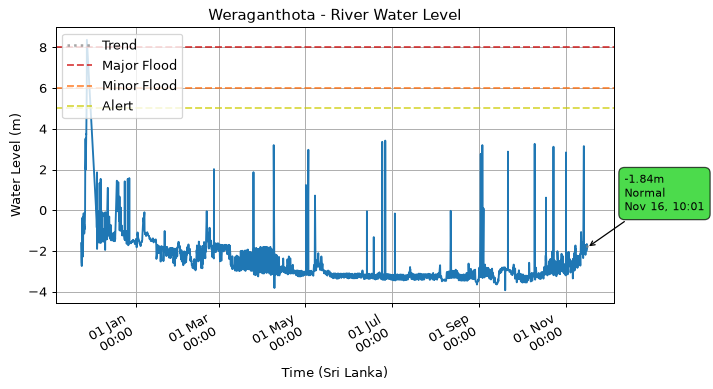 Weraganthota - River Water Level
Trend
Major Flood
Minor Flood
Alert
Water Level (m)
8
6
4
2
0
−2
−4
-1.84m
Normal
Nov 16, 10:01
01 Jan
00:00
01 Mar
00:00
01 May
00:00
01 Jul
00:00
01 Sep
00:00
01 Nov
00:00
Time (Sri Lanka)